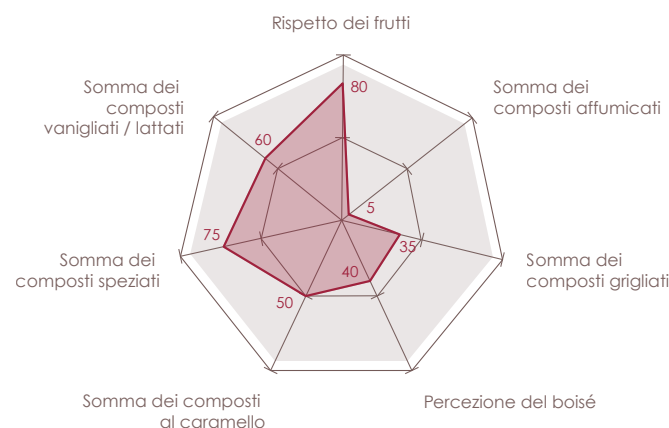 Rispetto dei frutti
80
Somma dei
composti affumicati
5
Somma dei
composti grigliati
35
Percezione del boisé
40
Somma dei composti
al caramello
50
Somma dei
composti speziati
75
Somma dei
composti
vanigliati / lattati
60